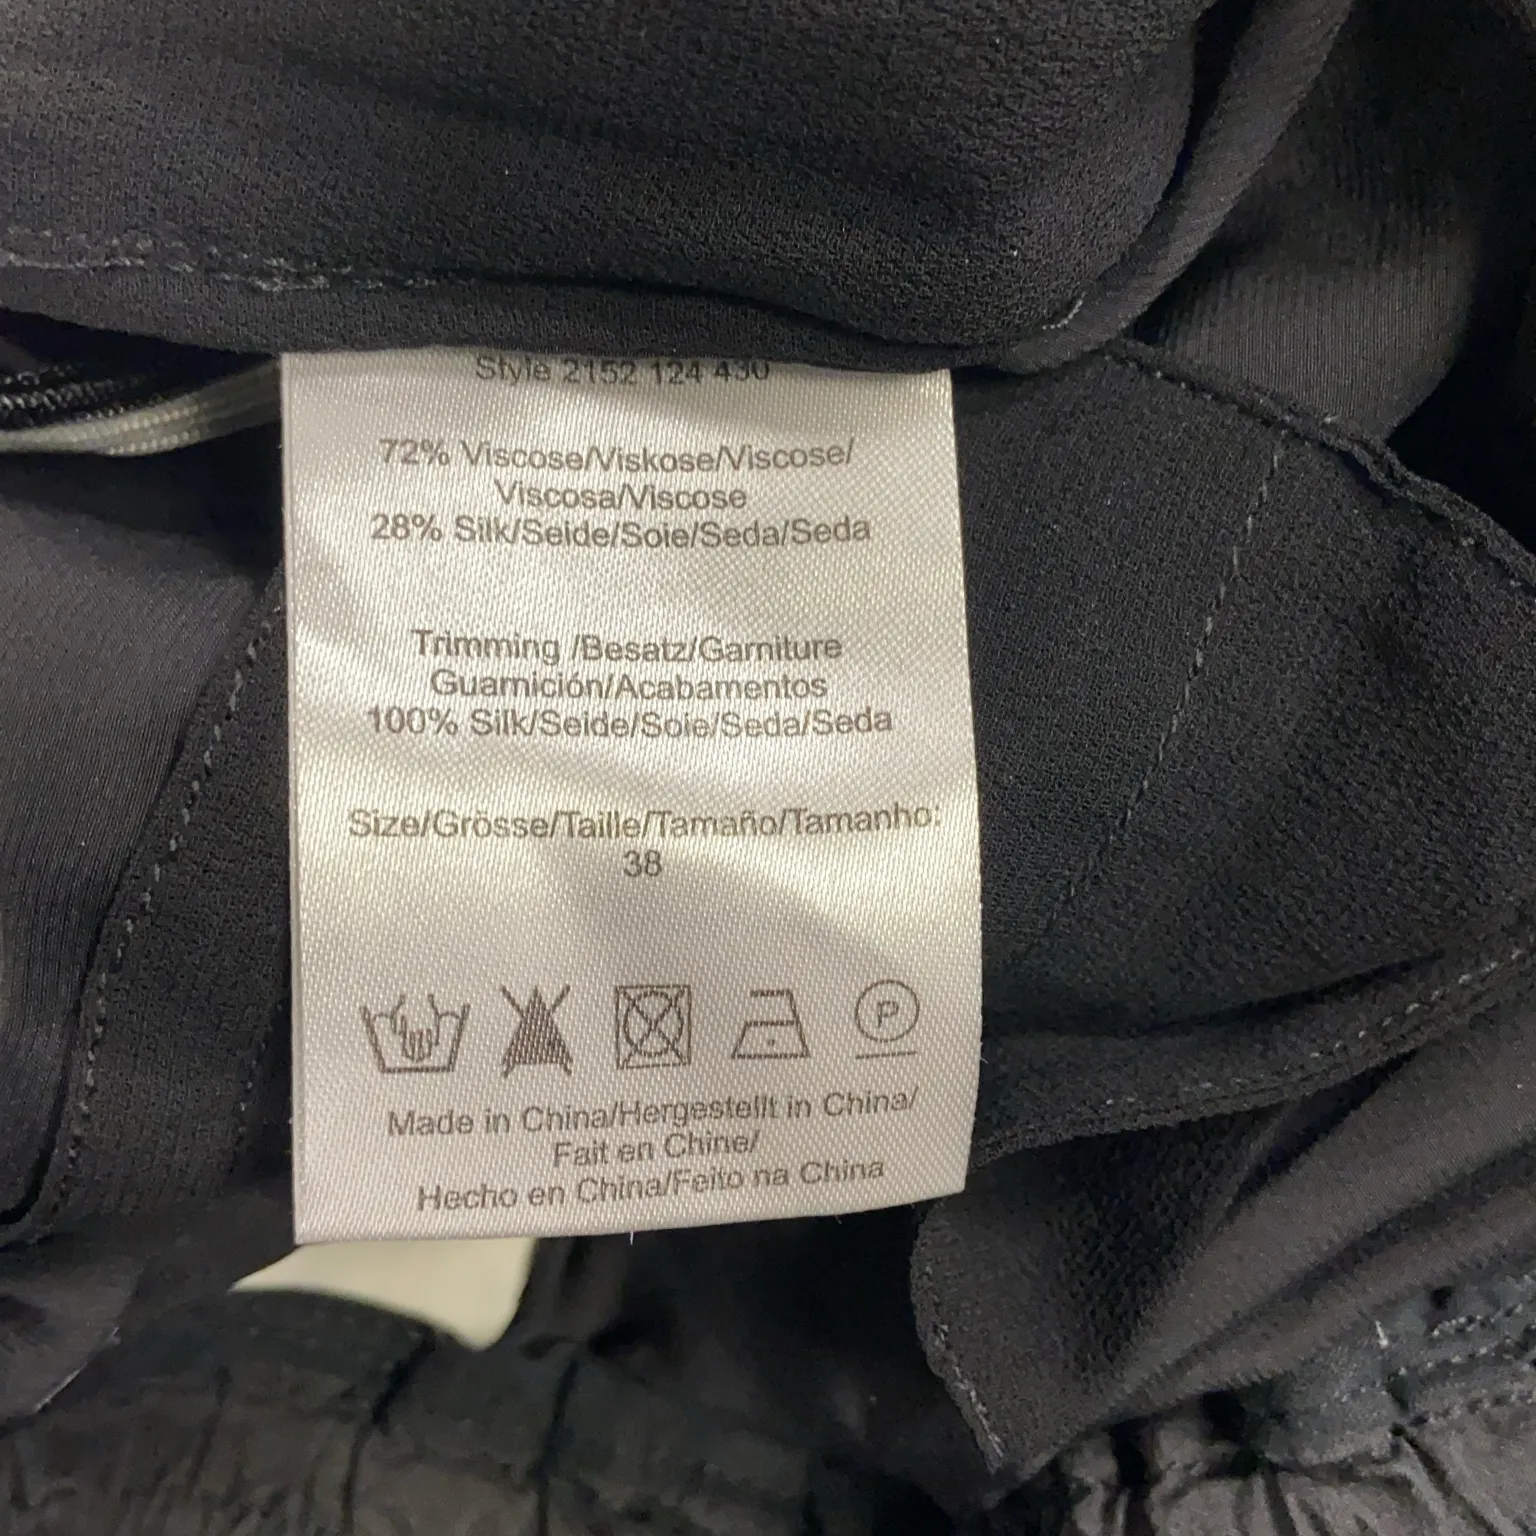 Style 2152 124 430
72% Viscose/Viskose/Viscose/
Viscosa/Viscose
28% Silk/Seide/Soie/Seda/Seda
Trimming /Besatz/Garniture
Guarnición/Acabamentos
100% Silk/Seide/Soie/Seda/Seda
Size/Grösse/Taille/Tamaño/Tamanho:
38
P
Made in China/Hergestellt in China/
Fait en Chine/
Hecho en China/Feito na China